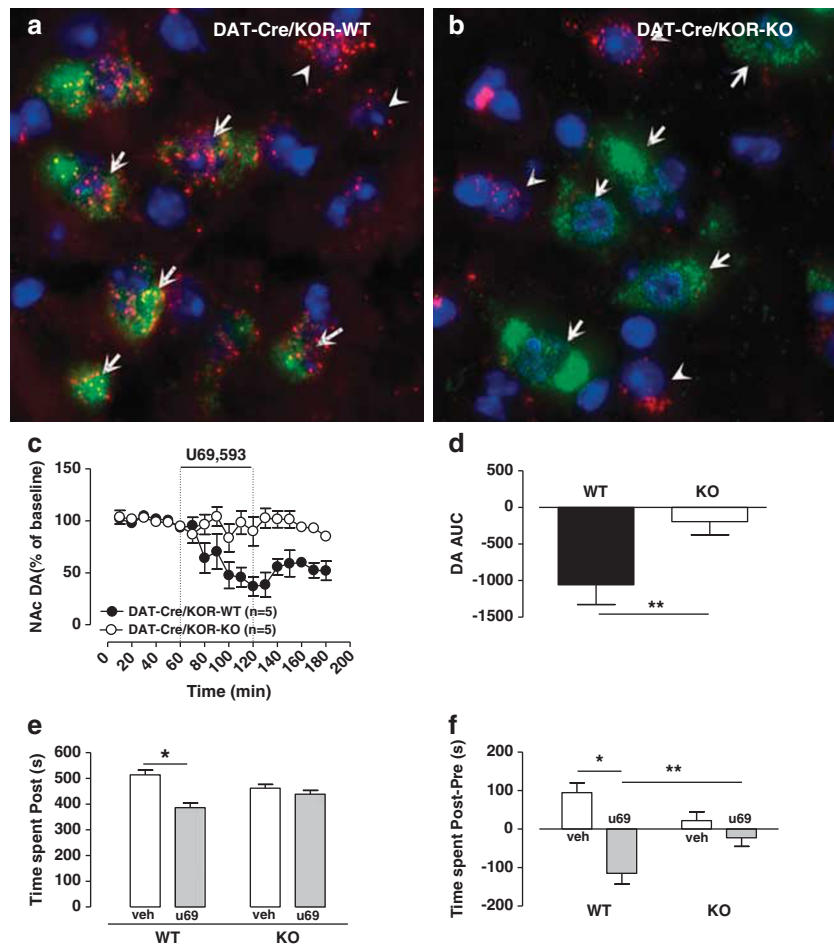 a DAT-Cre/KOR-WT
b DAT-Cre/KOR-KO
c
U69,593
NAc DA(% of baseline)
150
100
50
0
DAT-Cre/KOR-WT (n=5)
DAT-Cre/KOR-KO (n=5)
0 20 40 60 80 100 120 140 160 180 200
Time (min)
d
DA AUC
500
0
-500
-1000
-1500
WT KO
**
e
Time spent Post (s)
600
500
400
300
200
100
0
*
veh u69 veh u69
WT KO
f
Time spent Post-Pre (s)
200
100
0
-100
-200
* **
veh u69 veh u69
WT KO